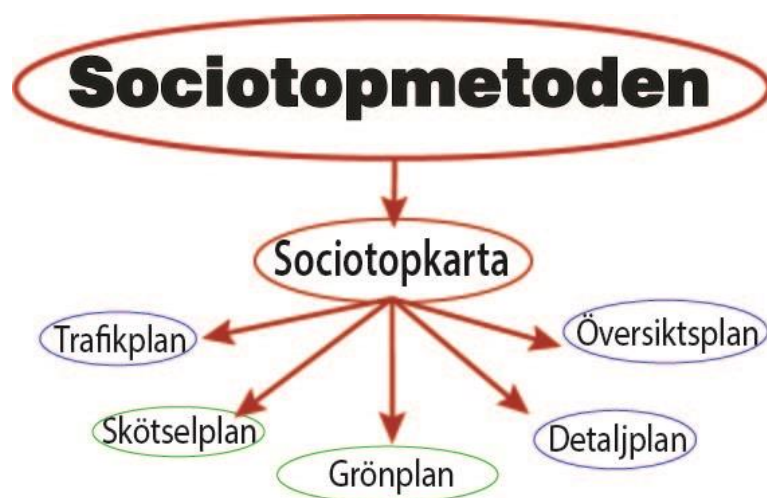 Sociotopmetoden
Sociotopkarta
Trafikplan
Översiktsplan
Skötselplan
Detaljplan
Grönplan